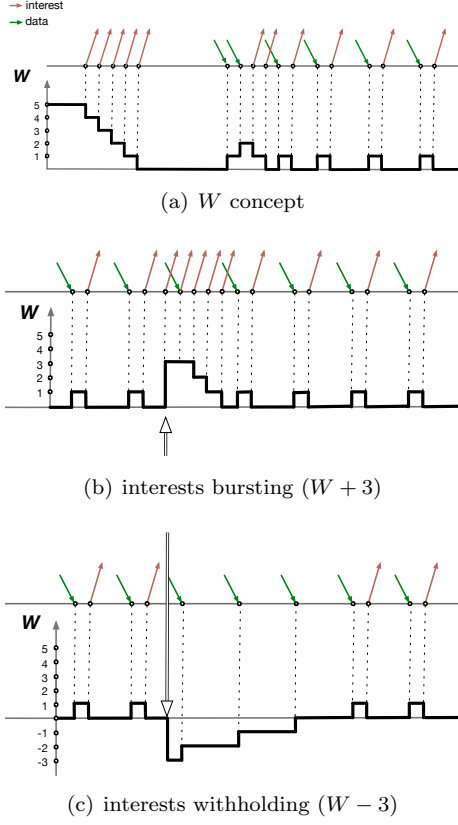 interest
data
W
5
4
3
2
1
(a) W concept
W
5
4
3
2
1
(b) interests bursting (W + 3)
W
5
4
3
2
1
-1
-2
-3
(c) interests withholding (W − 3)